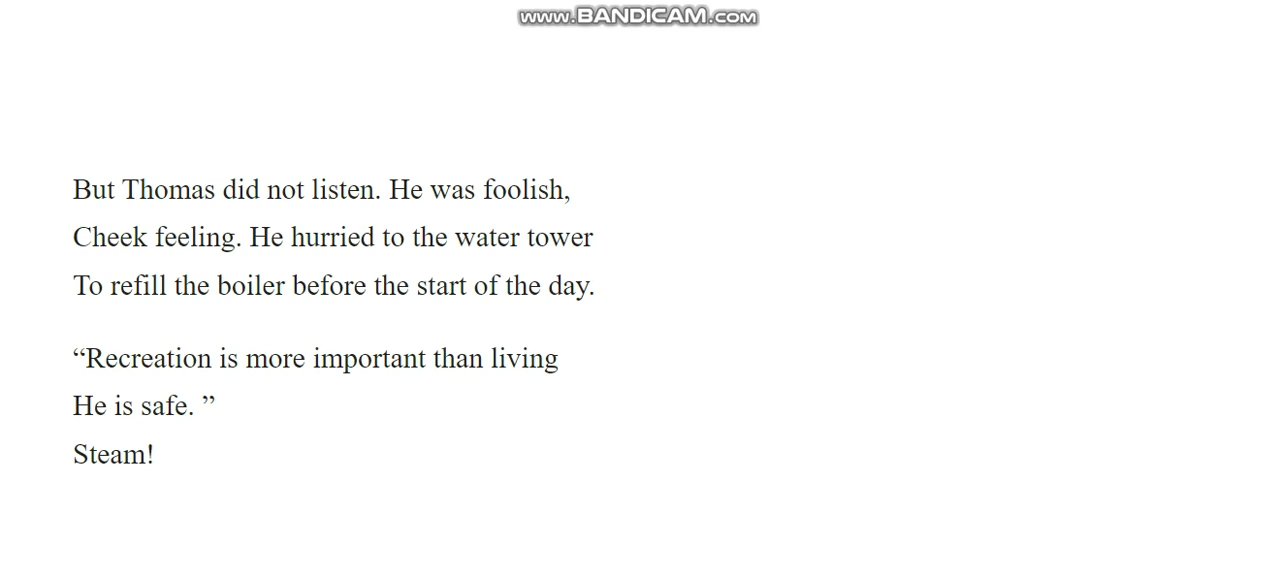 www.BANDICAM.com
But Thomas did not listen. He was foolish,
Cheek feeling. He hurried to the water tower
To refill the boiler before the start of the day.
“Recreation is more important than living
He is safe. ”
Steam!